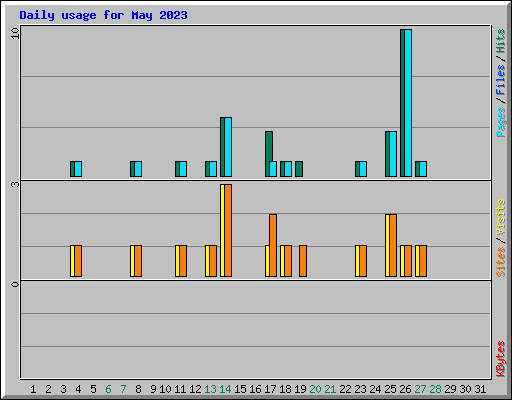 Daily usage for May 2023
10
3
0
Pages/Files/Hits
Sites/Visits
KBytes
1 2 3 4 5 6 7 8 9 10 11 12 13 14 15 16 17 18 19 20 21 22 23 24 25 26 27 28 29 30 31